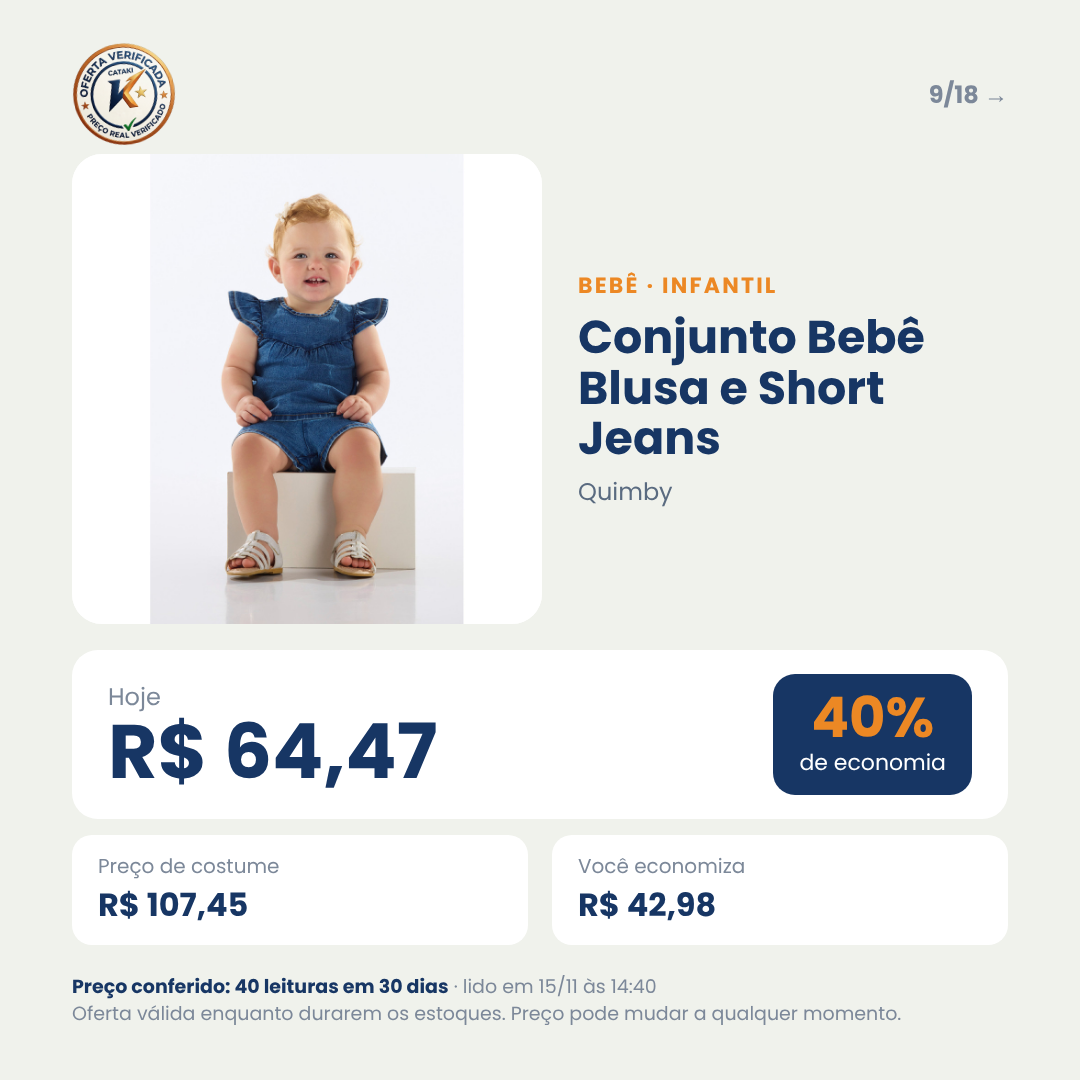 OFERTA VERIFICADA
CATAKI
K
PREÇO REAL VERIFICADO
9/18 →
BEBÊ · INFANTIL
Conjunto Bebê
Blusa e Short
Jeans
Quimby
Hoje
R$ 64,47
40%
de economia
Preço de costume
R$ 107,45
Você economiza
R$ 42,98
Preço conferido: 40 leituras em 30 dias · lido em 15/11 às 14:40
Oferta válida enquanto durarem os estoques. Preço pode mudar a qualquer momento.